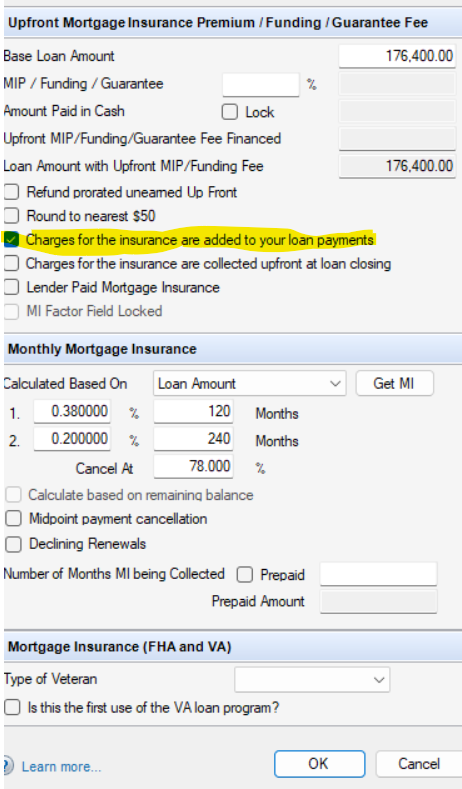 Upfront Mortgage Insurance Premium / Funding / Guarantee Fee
Base Loan Amount 176,400.00
MIP / Funding / Guarantee %
Amount Paid in Cash Lock
Upfront MIP/Funding/Guarantee Fee Financed
Loan Amount with Upfront MIP/Funding Fee 176,400.00
Refund prorated unearned Up Front
Round to nearest $50
Charges for the insurance are added to your loan payments
Charges for the insurance are collected upfront at loan closing
Lender Paid Mortgage Insurance
MI Factor Field Locked
Monthly Mortgage Insurance
Calculated Based On Loan Amount Get MI
1. 0.380000 % 120 Months
2. 0.200000 % 240 Months
Cancel At 78.000 %
Calculate based on remaining balance
Midpoint payment cancellation
Declining Renewals
Number of Months MI being Collected Prepaid
Prepaid Amount
Mortgage Insurance (FHA and VA)
Type of Veteran
Is this the first use of the VA loan program?
? Learn more... OK Cancel